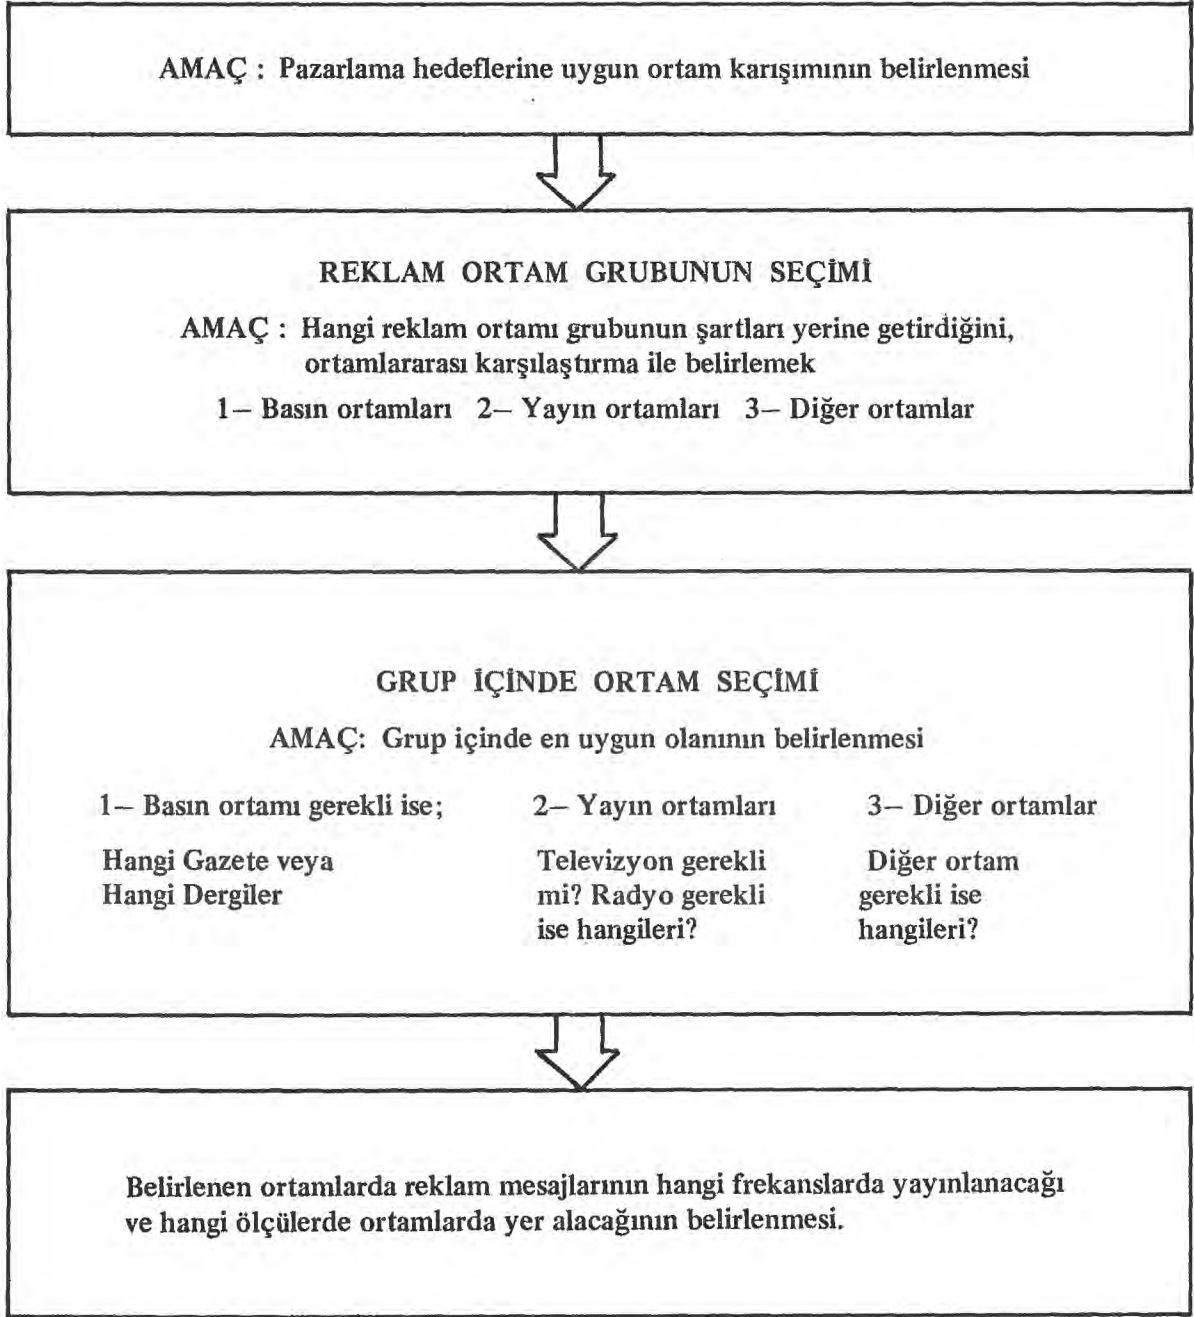 AMAÇ : Pazarlama hedeflerine uygun ortam karışımının belirlenmesi
REKLAM ORTAM GRUBUNUN SEÇİMİ
AMAÇ : Hangi reklam ortamı grubunun şartları yerine getirdiğini,
ortamlararası karşılaştırma ile belirlemek
1— Basın ortamları 2— Yayın ortamları 3— Diğer ortamlar
GRUP İÇİNDE ORTAM SEÇİMİ
AMAÇ: Grup içinde en uygun olanının belirlenmesi
1— Basın ortamı gerekli ise;
Hangi Gazete veya
Hangi Dergiler
2— Yayın ortamları
Televizyon gerekli
mi? Radyo gerekli
ise hangileri?
3— Diğer ortamlar
Diğer ortam
gerekli ise
hangileri?
Belirlenen ortamlarda reklam mesajlarının hangi frekanslarda yayınlanacağı
ve hangi ölçülerde ortamlarda yer alacağının belirlenmesi.